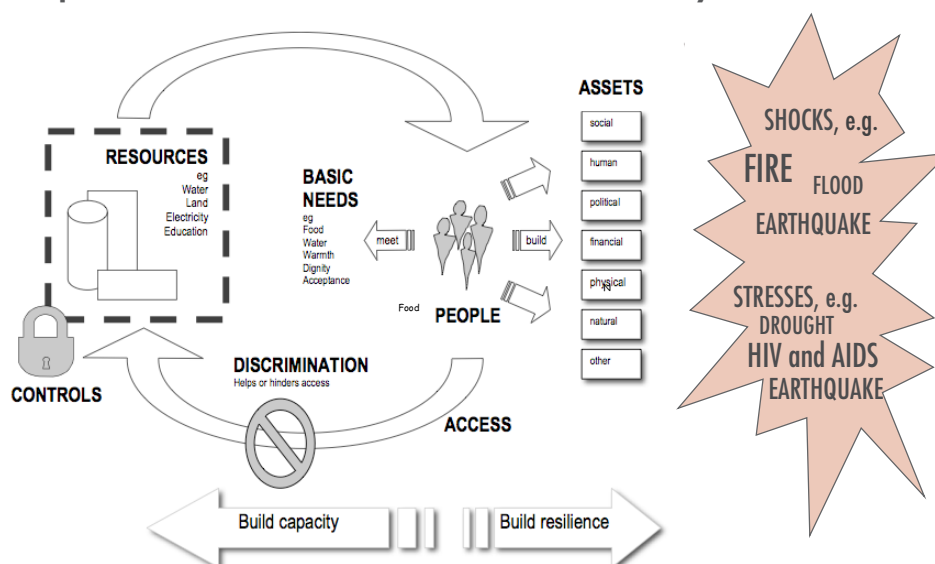 RESOURCES
eg
Water
Land
Electricity
Education
CONTROLS
BASIC
NEEDS
eg
Food
Water
Warmth
Dignity
Acceptance
meet
Food
PEOPLE
build
ASSETS
social
human
political
financial
physical
natural
other
DISCRIMINATION
Helps or hinders access
ACCESS
Build capacity
Build resilience
SHOCKS, e.g.
FIRE
FLOOD
EARTHQUAKE
STRESSES, e.g.
DROUGHT
HIV and AIDS
EARTHQUAKE